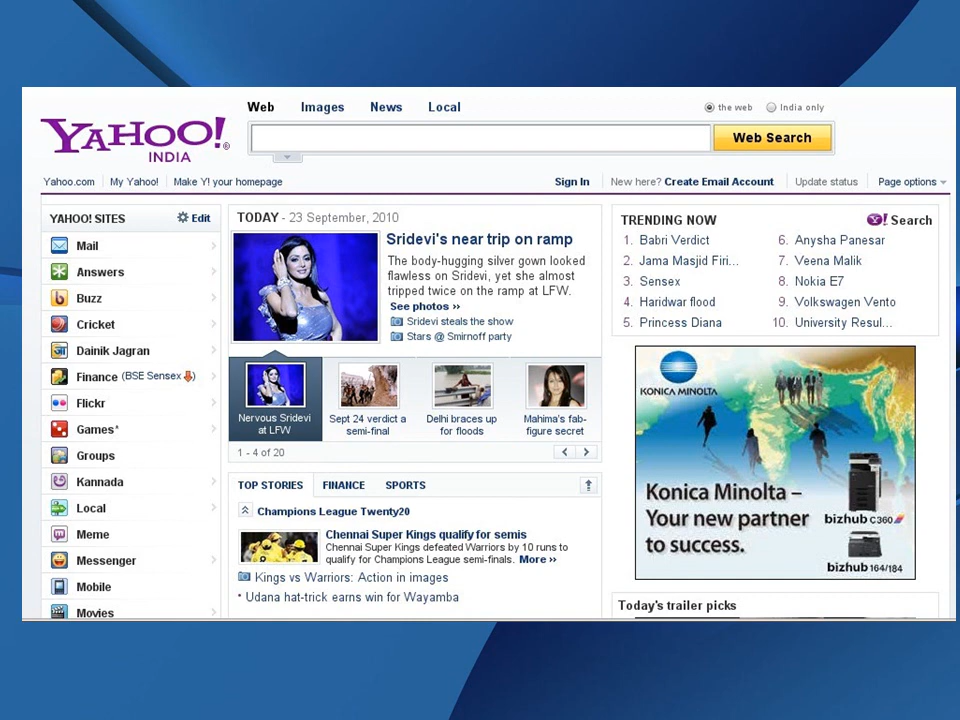 Web Images News Local
the web India only
YAHOO!®
INDIA
Web Search
Yahoo.com My Yahoo! Make Y! your homepage
Sign In New here? Create Email Account Update status Page options
YAHOO! SITES Edit
Mail
Answers
Buzz
Cricket
Dainik Jagran
Finance (BSE Sensex )
Flickr
Games*
Groups
Kannada
Local
Meme
Messenger
Mobile
Movies
TODAY - 23 September, 2010
Sridevi's near trip on ramp
The body-hugging silver gown looked
flawless on Sridevi, yet she almost
tripped twice on the ramp at LFW.
See photos ››
Sridevi steals the show
Stars @ Smirnoff party
Nervous Sridevi
at LFW
Sept 24 verdict a
semi-final
Delhi braces up
for floods
Mahima's fab-
figure secret
1 - 4 of 20
TOP STORIES FINANCE SPORTS
Champions League Twenty20
Chennai Super Kings qualify for semis
Chennai Super Kings defeated Warriors by 10 runs to
qualify for Champions League semi-finals. More ››
Kings vs Warriors: Action in images
• Udana hat-trick earns win for Wayamba
TRENDING NOW Y! Search
1. Babri Verdict
2. Jama Masjid Firi...
3. Sensex
4. Haridwar flood
5. Princess Diana
6. Anysha Panesar
7. Veena Malik
8. Nokia E7
9. Volkswagen Vento
10. University Resul...
KONICA MINOLTA
Konica Minolta –
Your new partner
to success.
bizhub C360
bizhub 164/184
Today's trailer picks